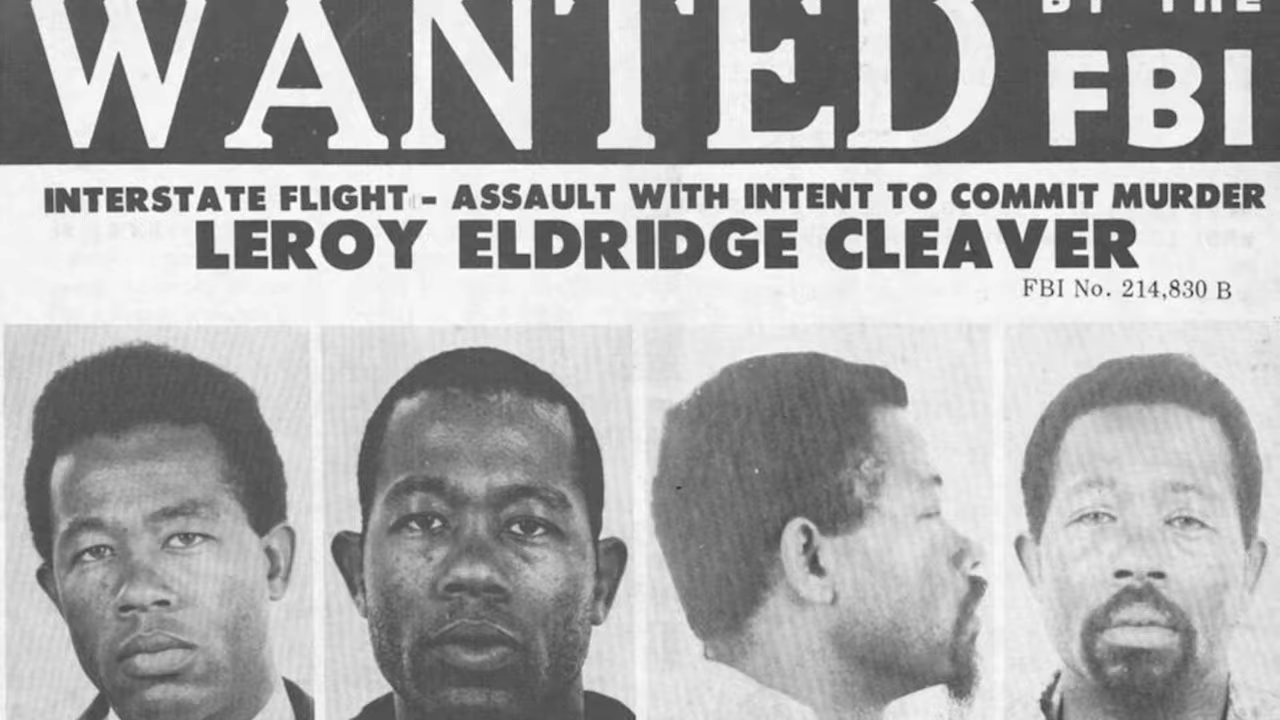 WANTED
BY THE
FBI
INTERSTATE FLIGHT - ASSAULT WITH INTENT TO COMMIT MURDER
LEROY ELDRIDGE CLEAVER
FBI No. 214,830 B